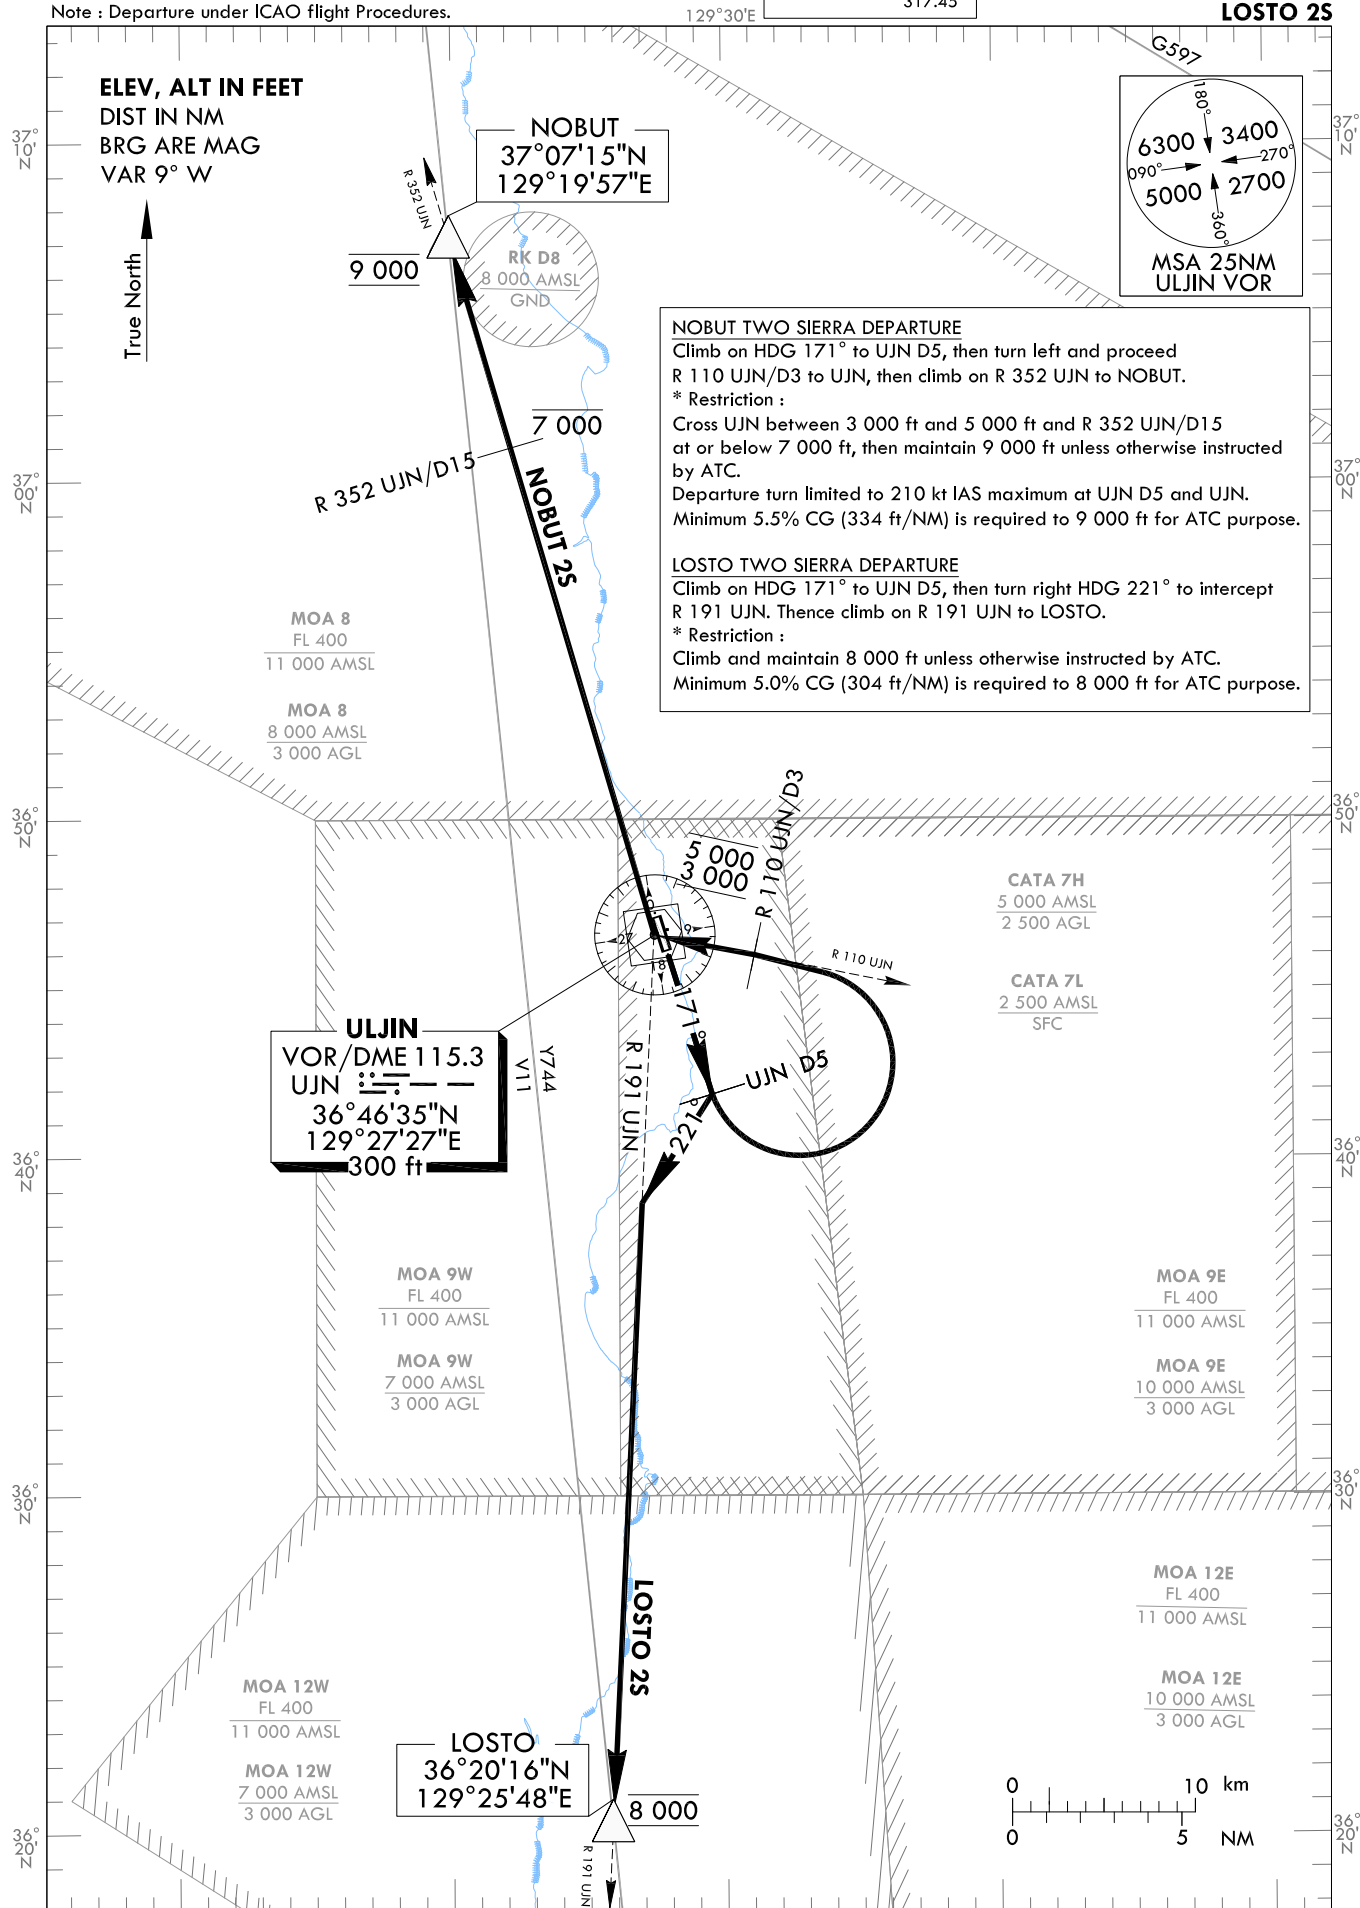 Note : Departure under ICAO flight Procedures.
129°30'E
317.45
LOSTO 2S
G597
ELEV, ALT IN FEET
DIST IN NM
BRG ARE MAG
VAR 9° W
True North
37°
10'
N
37°
10'
N
NOBUT
37°07'15"N
129°19'57"E
R 352 UJN
9 000
RK D8
8 000 AMSL
GND
180°
6300
3400
090°
270°
5000
2700
360°
MSA 25NM
ULJIN VOR
NOBUT TWO SIERRA DEPARTURE
Climb on HDG 171° to UJN D5, then turn left and proceed
R 110 UJN/D3 to UJN, then climb on R 352 UJN to NOBUT.
* Restriction :
Cross UJN between 3 000 ft and 5 000 ft and R 352 UJN/D15
at or below 7 000 ft, then maintain 9 000 ft unless otherwise instructed
by ATC.
Departure turn limited to 210 kt IAS maximum at UJN D5 and UJN.
Minimum 5.5% CG (334 ft/NM) is required to 9 000 ft for ATC purpose.
LOSTO TWO SIERRA DEPARTURE
Climb on HDG 171° to UJN D5, then turn right HDG 221° to intercept
R 191 UJN. Thence climb on R 191 UJN to LOSTO.
* Restriction :
Climb and maintain 8 000 ft unless otherwise instructed by ATC.
Minimum 5.0% CG (304 ft/NM) is required to 8 000 ft for ATC purpose.
7 000
R 352 UJN/D15
NOBUT 2S
37°
00'
N
37°
00'
N
MOA 8
FL 400
11 000 AMSL
MOA 8
8 000 AMSL
3 000 AGL
36°
50'
N
36°
50'
N
5 000
3 000
R 110 UJN/D3
CATA 7H
5 000 AMSL
2 500 AGL
CATA 7L
2 500 AMSL
SFC
0
9
18
27
R 110 UJN
171°
UJN D5
221°
R 191 UJN
ULJIN
VOR/DME 115.3
UJN
36°46'35"N
129°27'27"E
300 ft
Y744
V11
36°
40'
N
36°
40'
N
MOA 9W
FL 400
11 000 AMSL
MOA 9W
7 000 AMSL
3 000 AGL
MOA 9E
FL 400
11 000 AMSL
MOA 9E
10 000 AMSL
3 000 AGL
36°
30'
N
36°
30'
N
LOSTO 2S
MOA 12E
FL 400
11 000 AMSL
MOA 12E
10 000 AMSL
3 000 AGL
MOA 12W
FL 400
11 000 AMSL
MOA 12W
7 000 AMSL
3 000 AGL
LOSTO
36°20'16"N
129°25'48"E
8 000
R 191 UJN
0 10 km
0 5 NM
36°
20'
N
36°
20'
N